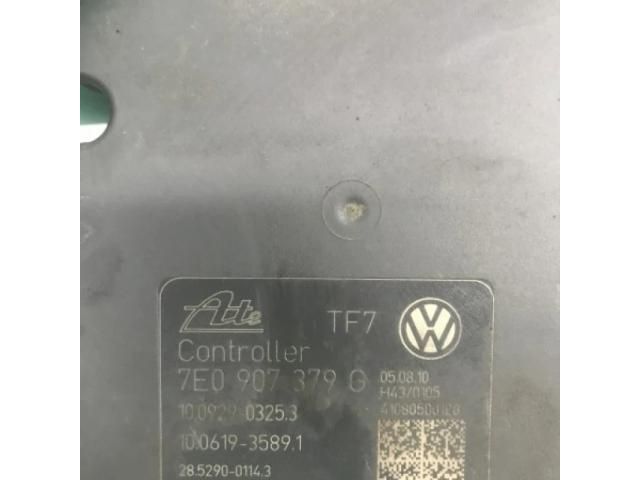 Ate TF7
Controller
7E0 907 379 G 05.08.10
10.0929-0325.3 H43/0105
10.0619-3589.1
28.5290-0114.3